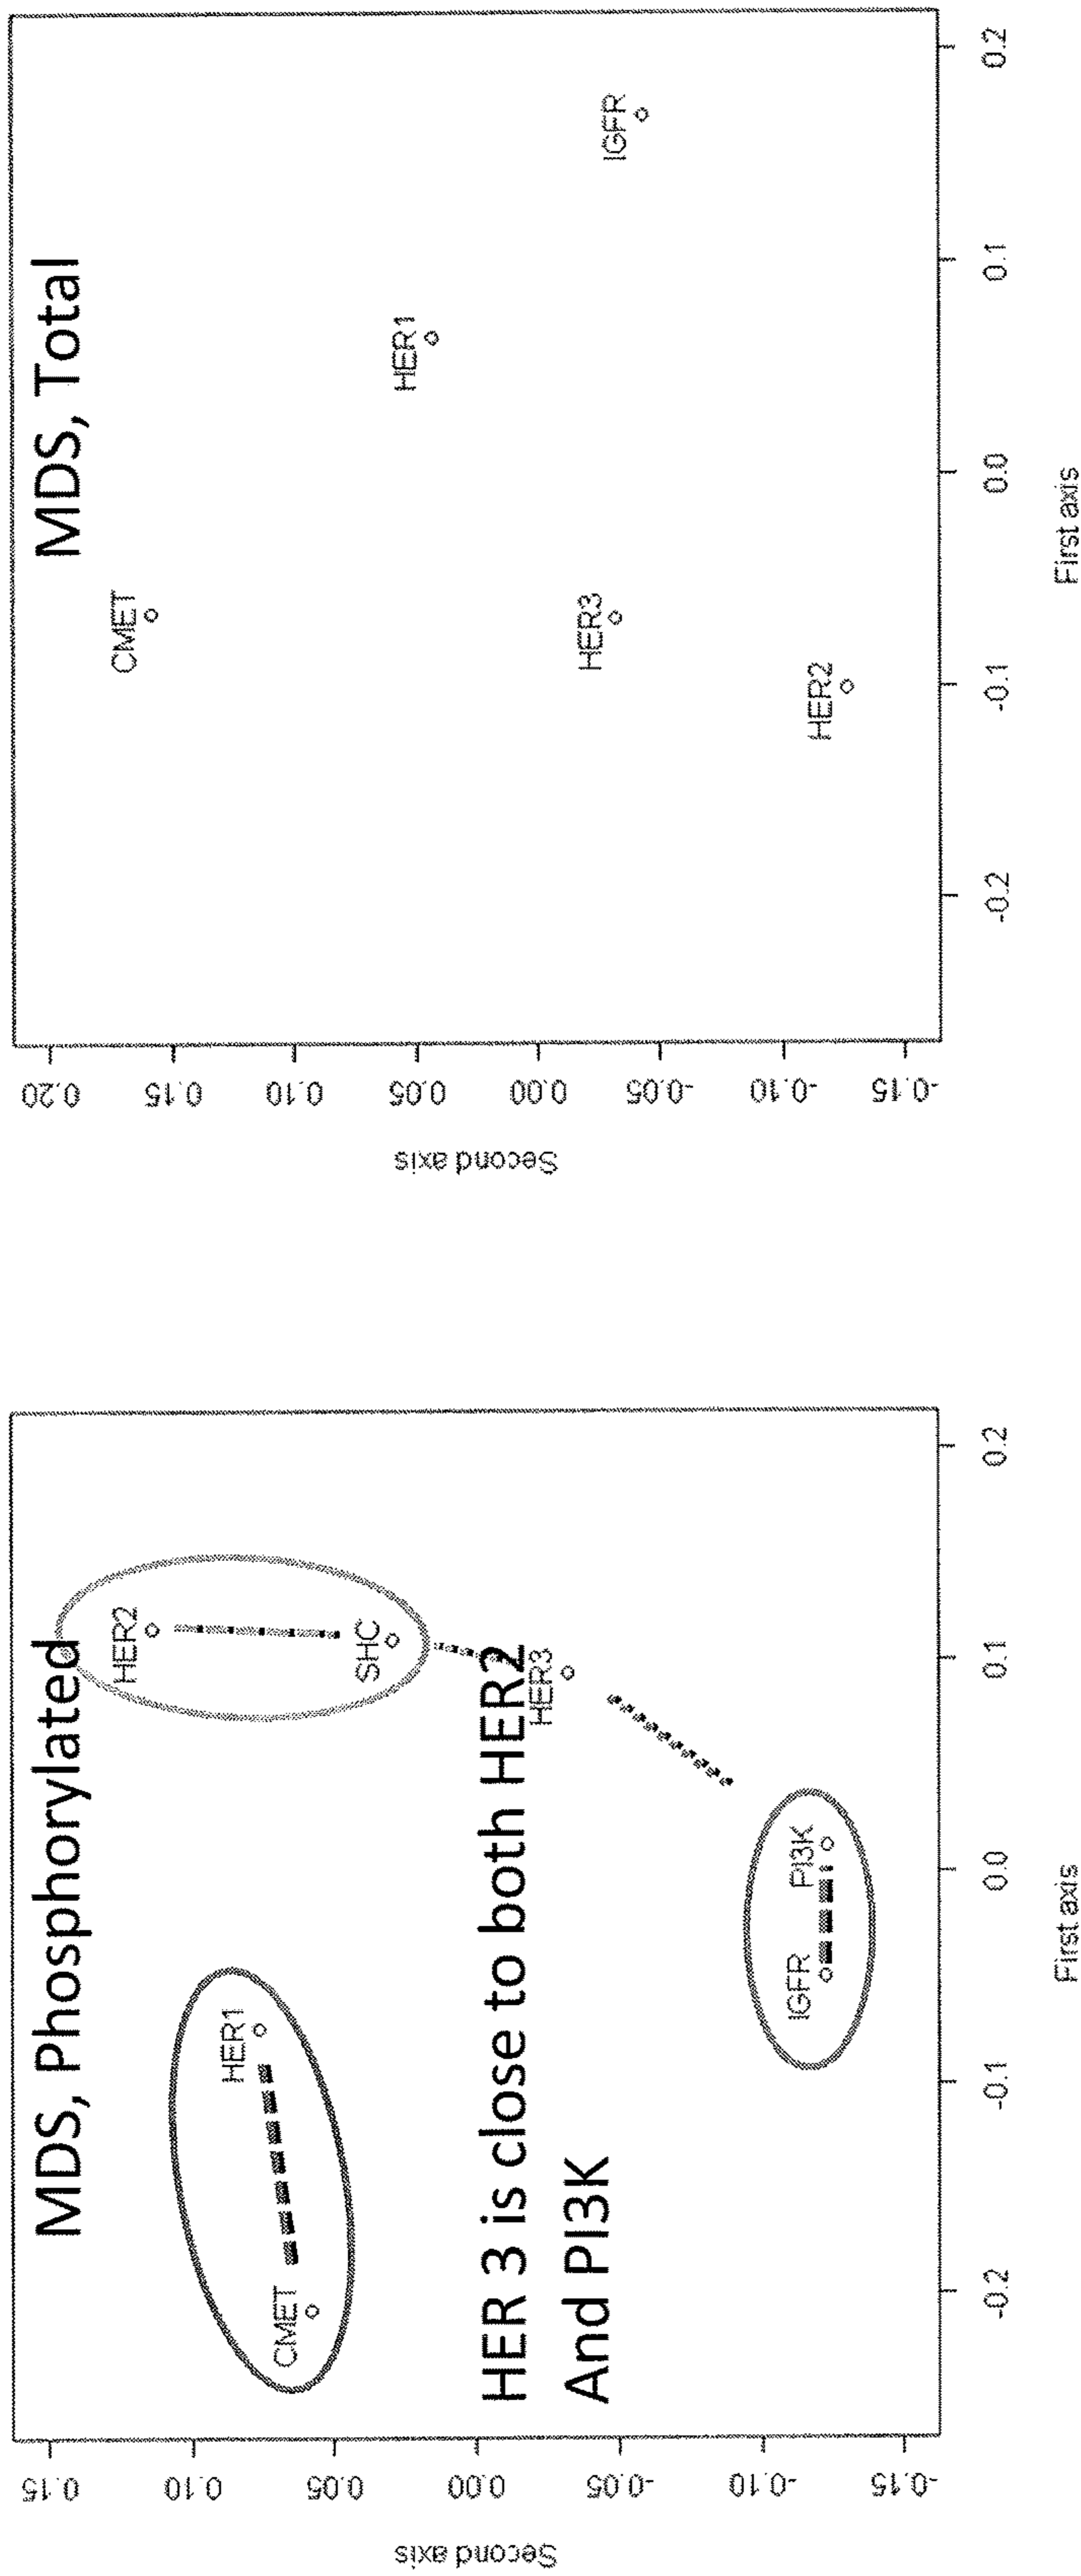 MDS, Phosphorylated
HER2
SHC
HER1
CMET
HER3
HER 3 is close to both HER2
And PI3K
IGFR
PI3K
0.15
0.10
0.05
0.00
-0.05
-0.10
-0.15
Second axis
-0.2
-0.1
0.0
0.1
0.2
First axis
MDS, Total
CMET
HER1
HER3
IGFR
HER2
0.20
0.15
0.10
0.05
0.00
-0.05
-0.10
-0.15
Second axis
-0.2
-0.1
0.0
0.1
0.2
First axis